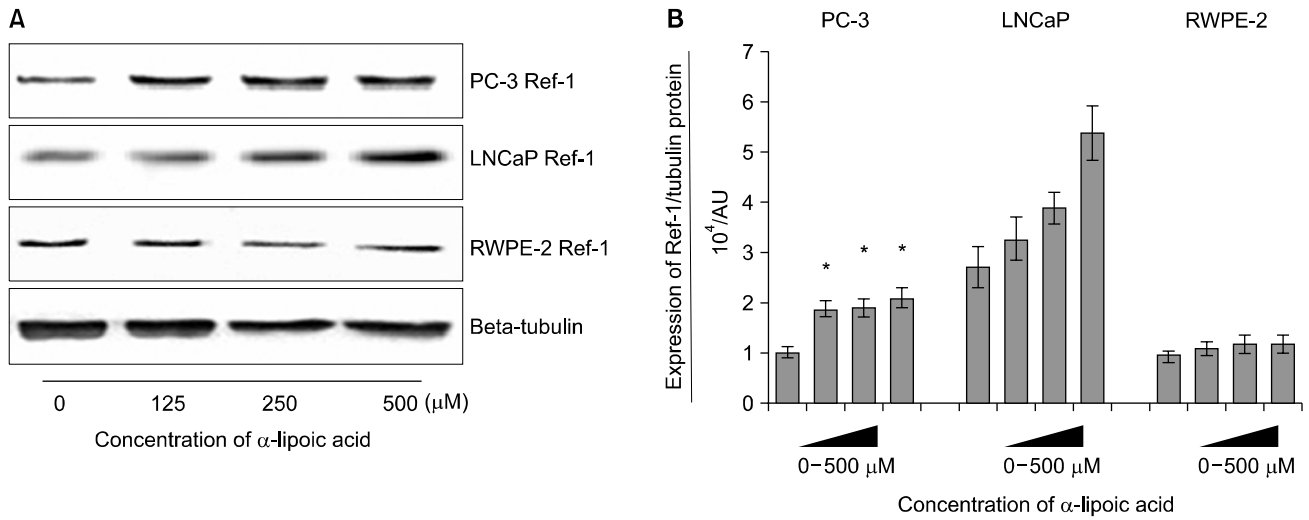 A
PC-3 Ref-1
LNCaP Ref-1
RWPE-2 Ref-1
Beta-tubulin
0 125 250 500 (μM)
Concentration of α-lipoic acid
B
PC-3 LNCaP RWPE-2
Expression of Ref-1/tubulin protein
10⁴/AU
7
6
5
4
3
2
1
0
* * *
0–500 μM 0–500 μM 0–500 μM
Concentration of α-lipoic acid